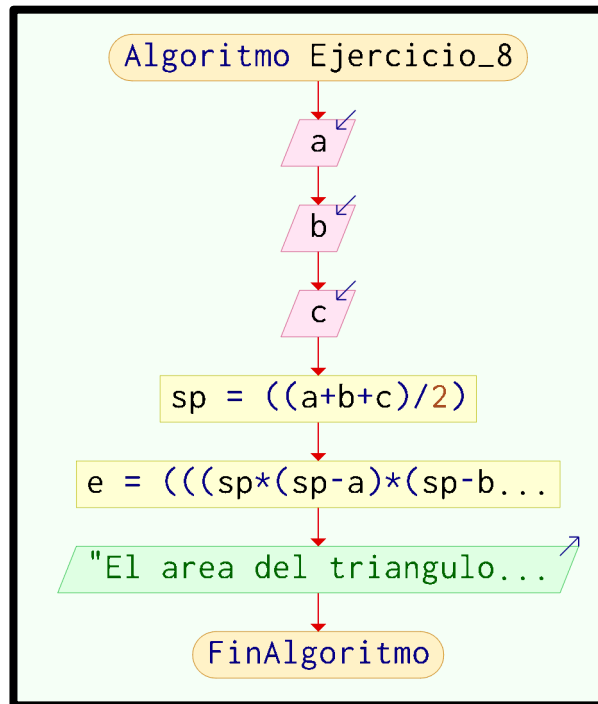 Algoritmo Ejercicio_8
a
b
c
sp = ((a+b+c)/2)
e = (((sp*(sp-a)*(sp-b...
"El area del triangulo...
FinAlgoritmo